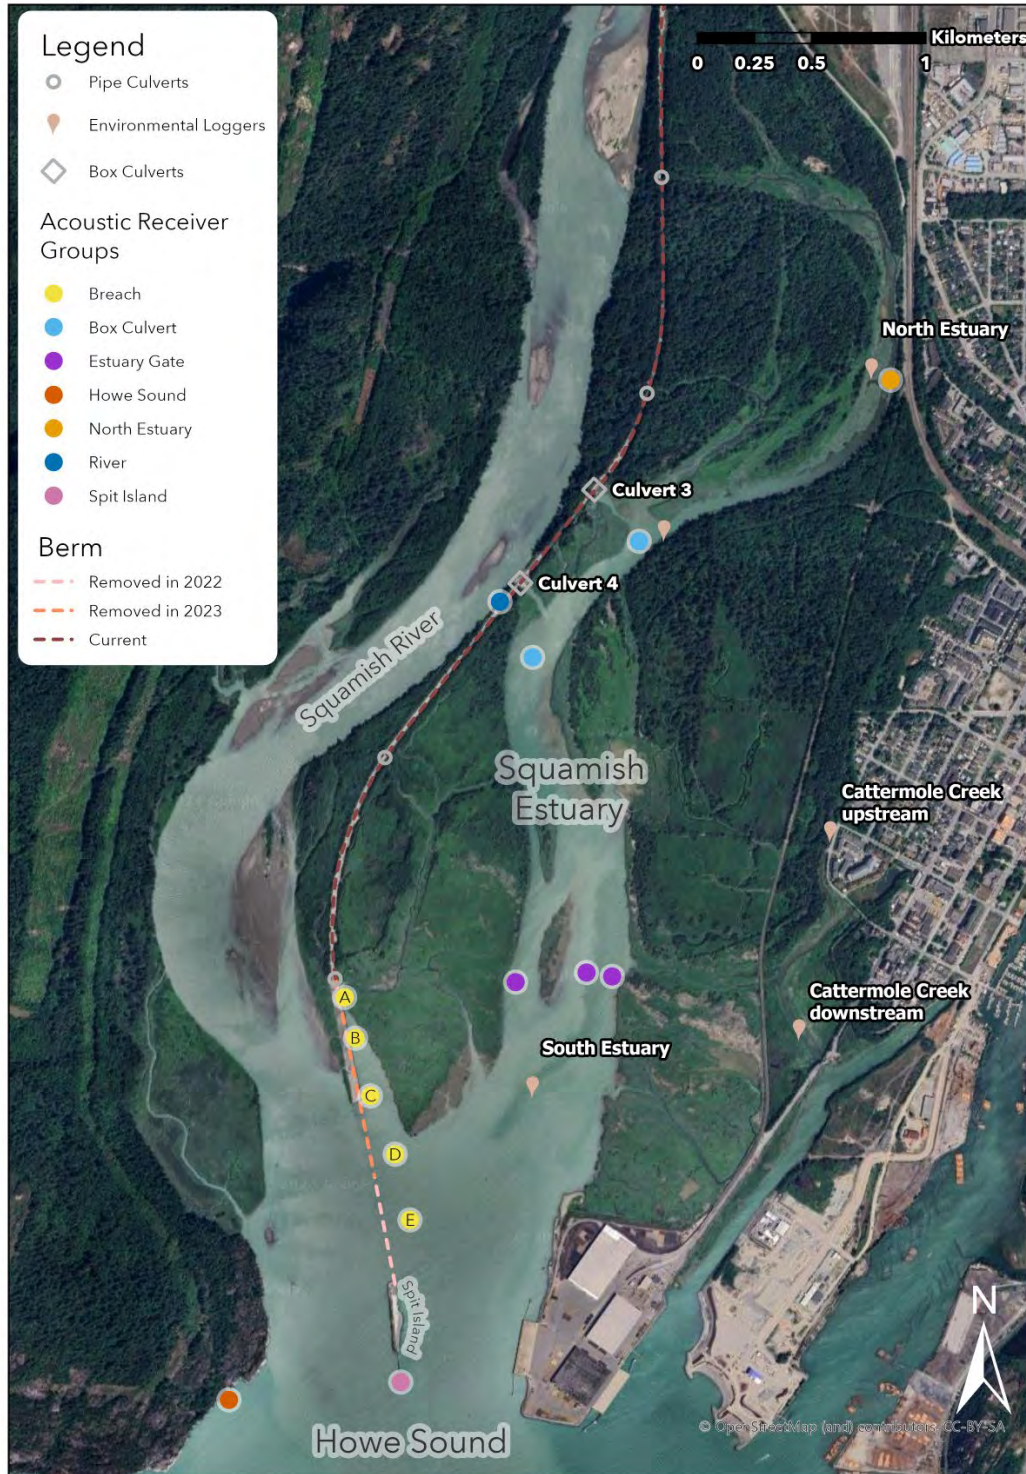 Legend
Pipe Culverts
Environmental Loggers
Box Culverts
Acoustic Receiver
Groups
Breach
Box Culvert
Estuary Gate
Howe Sound
North Estuary
River
Spit Island
Berm
Removed in 2022
Removed in 2023
Current
Kilometers
0 0.25 0.5 1
North Estuary
Culvert 3
Culvert 4
Squamish River
Squamish
Estuary
Cattermole Creek
upstream
Cattermole Creek
downstream
South Estuary
A
B
C
D
E
Spit Island
Howe Sound
N
© OpenStreetMap (and) contributors, CC-BY-SA